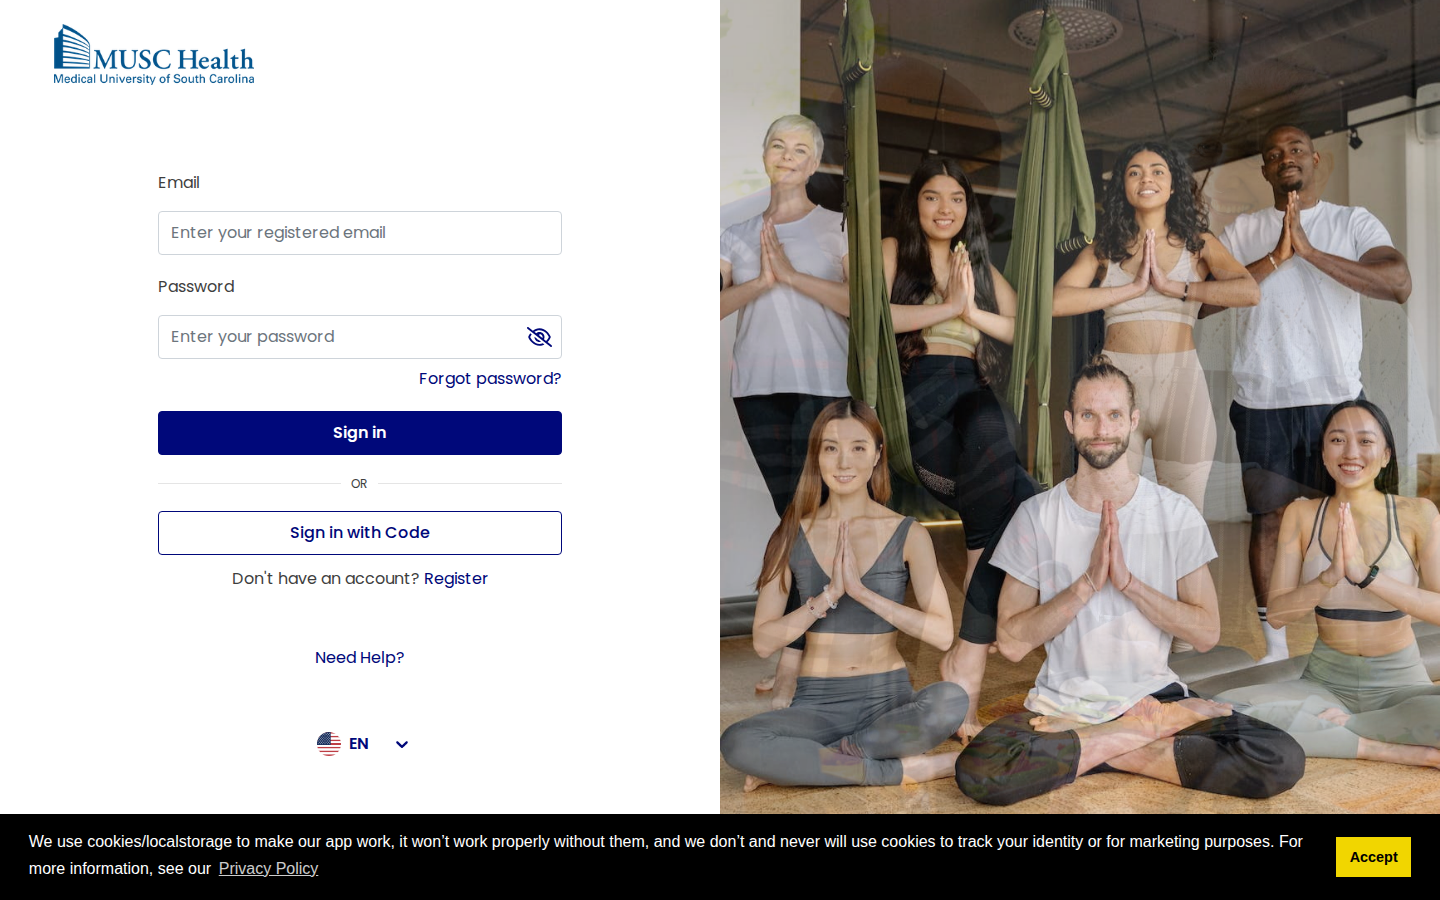 MUSC Health
Medical University of South Carolina
Email
Enter your registered email
Password
Enter your password
Forgot password?
Sign in
OR
Sign in with Code
Don't have an account? Register
Need Help?
EN
We use cookies/localstorage to make our app work, it won’t work properly without them, and we don’t and never will use cookies to track your identity or for marketing purposes. For
more information, see our Privacy Policy
Accept